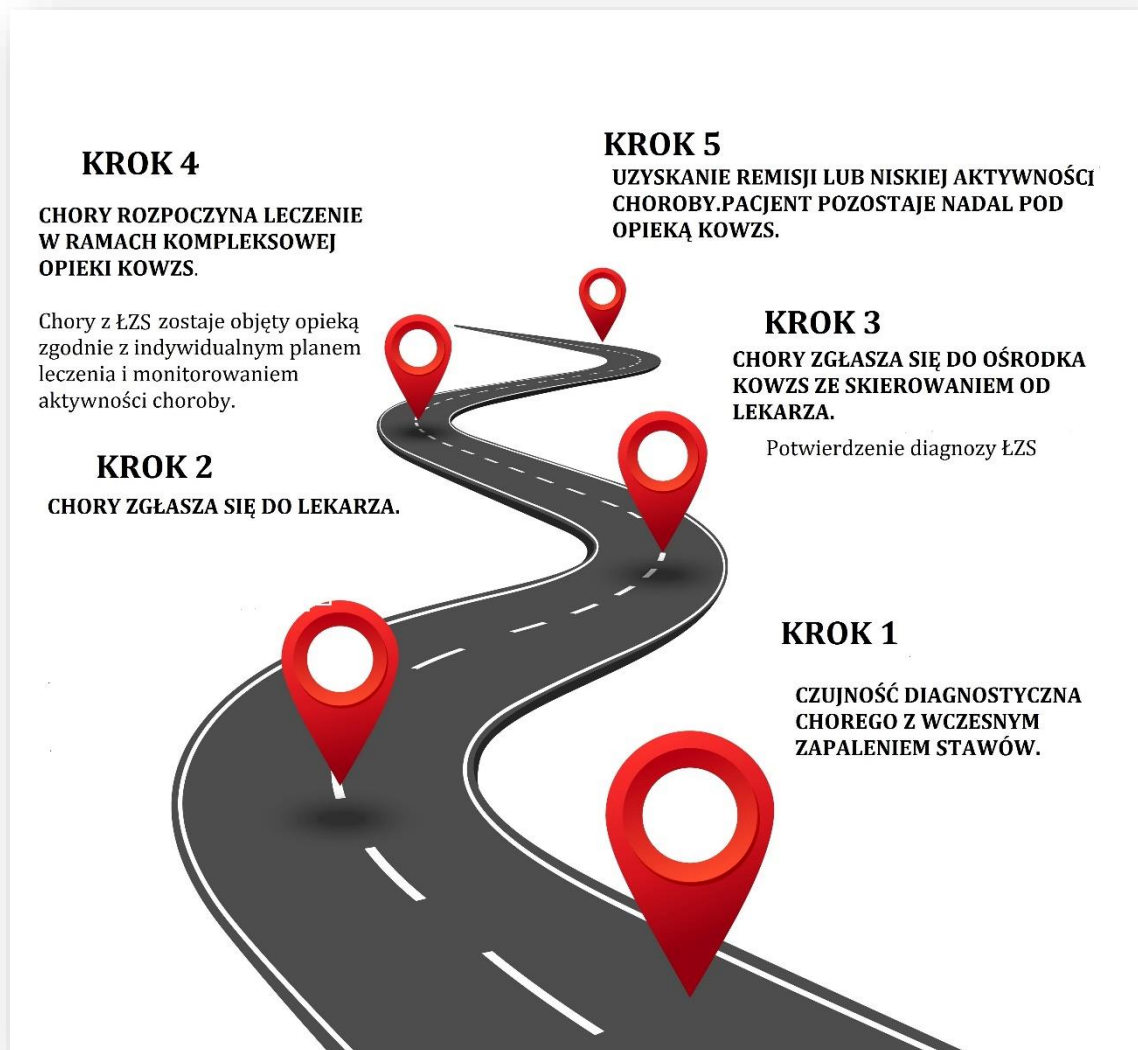 KROK 4
CHORY ROZPOCZYNA LECZENIE
W RAMACH KOMPLEKSOWEJ
OPIEKI KOWZS.
Chory z ŁZS zostaje objęty opieką
zgodnie z indywidualnym planem
leczenia i monitorowaniem
aktywności choroby.
KROK 5
UZYSKANIE REMISJI LUB NISKIEJ AKTYWNOŚCI
CHOROBY.PACJENT POZOSTAJE NADAL POD
OPIEKĄ KOWZS.
KROK 3
CHORY ZGŁASZA SIĘ DO OŚRODKA
KOWZS ZE SKIEROWANIEM OD
LEKARZA.
Potwierdzenie diagnozy ŁZS
KROK 2
CHORY ZGŁASZA SIĘ DO LEKARZA.
KROK 1
CZUJNOŚĆ DIAGNOSTYCZNA
CHOREGO Z WCZESNYM
ZAPALENIEM STAWÓW.